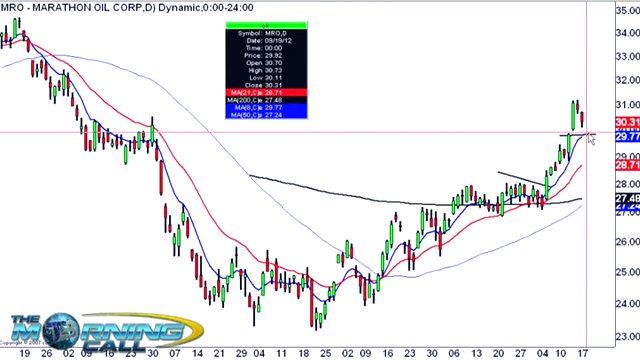 MRO - MARATHON OIL CORP,D) Dynamic,0:00-24:00
Symbol: MRO,D
Date: 09/19/12
Time: 00:00
Price: 29.92
Open 30.70
High 30.73
Low 30.11
Close 30.31
MA(21,C)e 28.71
MA(200,C)e 27.48
MA(8,C)e 29.77
MA(50,C)e 27.24
35.00
34.00
33.00
32.00
31.00
30.31
29.77
29.00
28.71
28.00
27.48
26.00
25.00
24.00
23.00
THE
MORNING
CALL
19 26 02 09 16 23 30 07 14 21 29 04 11 18 25 02 09 16 23 30 06 13 20 27 04 10 17